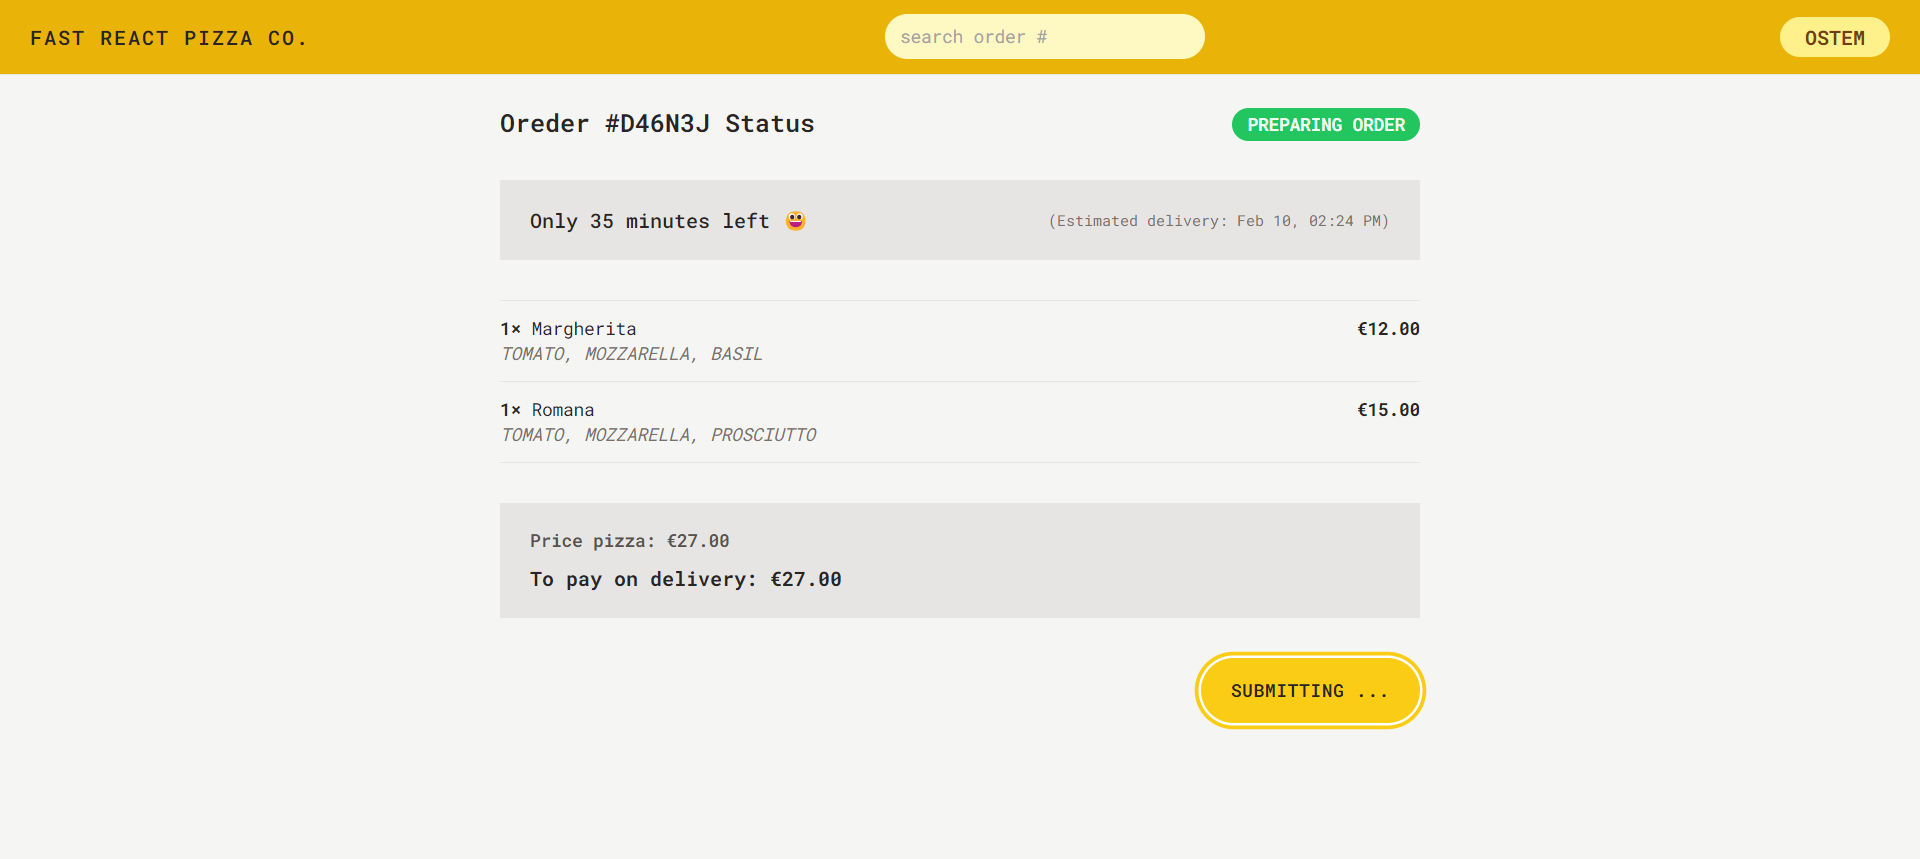 FAST REACT PIZZA CO.
search order #
OSTEM
Oreder #D46N3J Status
PREPARING ORDER
Only 35 minutes left 😀
(Estimated delivery: Feb 10, 02:24 PM)
1× Margherita
€12.00
TOMATO, MOZZARELLA, BASIL
1× Romana
€15.00
TOMATO, MOZZARELLA, PROSCIUTTO
Price pizza: €27.00
To pay on delivery: €27.00
SUBMITTING ...